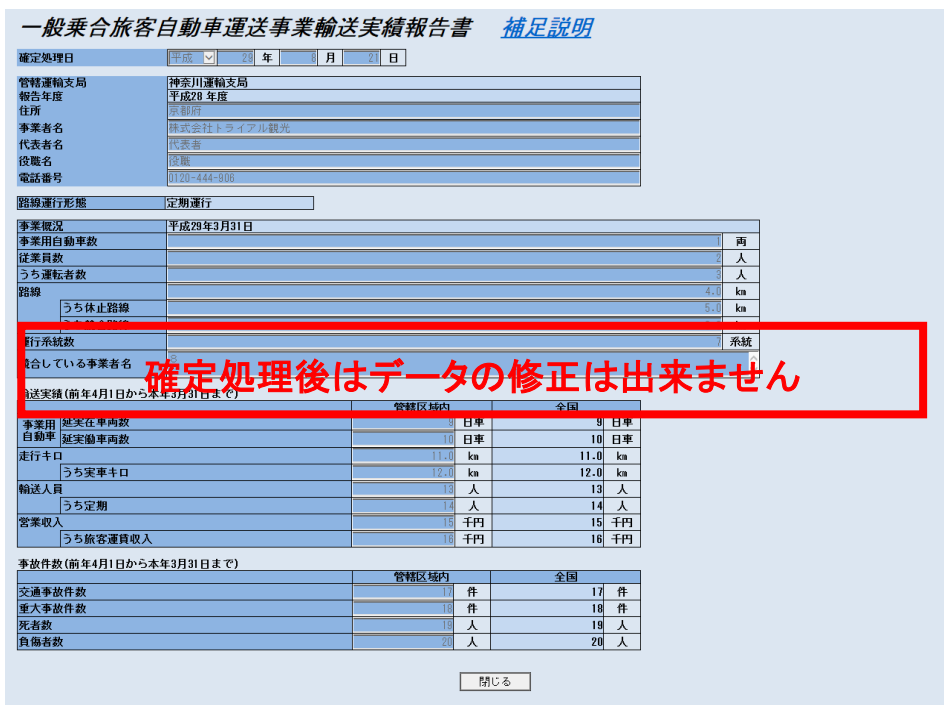 一般乗合旅客自動車運送事業輸送実績報告書 補足説明
確定処理日 平成 29 年 6 月 21 日
管轄運輸支局 神奈川運輸支局
報告年度 平成28 年度
住所 京都府
事業者名 株式会社トライアル観光
代表者名 代表者
役職名 役職
電話番号 0120-444-906
路線運行形態 定期運行
事業概況 平成29年3月31日
事業用自動車数 1 両
従業員数 2 人
うち運転者数 3 人
路線 4.0 km
うち休止路線 5.0 km
運行系統数 7 系統
競合している事業者名 8
確定処理後はデータの修正は出来ません
輸送実績(前年4月1日から本年3月31日まで)
管轄区域内 全国
事業用自動車 延実在車両数 9 日車 9 日車
延実働車両数 10 日車 10 日車
走行キロ 11.0 km 11.0 km
うち実車キロ 12.0 km 12.0 km
輸送人員 13 人 13 人
うち定期 14 人 14 人
営業収入 15 千円 15 千円
うち旅客運賃収入 16 千円 16 千円
事故件数(前年4月1日から本年3月31日まで)
管轄区域内 全国
交通事故件数 17 件 17 件
重大事故件数 18 件 18 件
死者数 19 人 19 人
負傷者数 20 人 20 人
閉じる